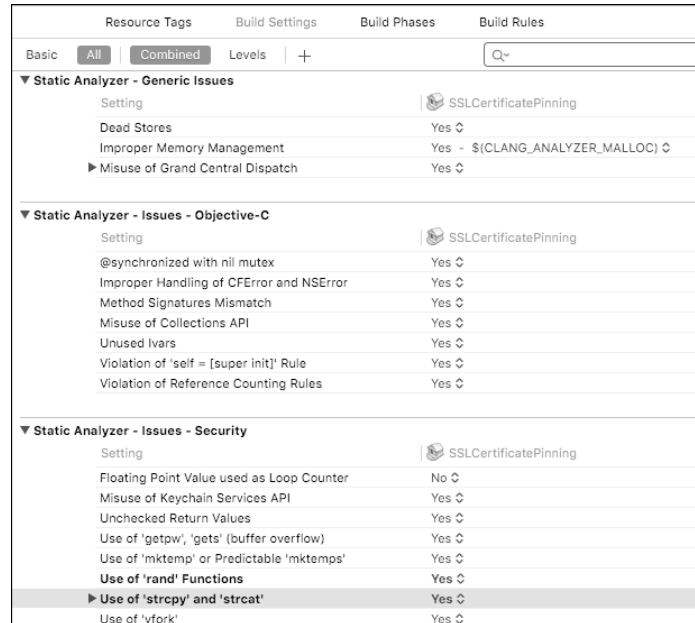 Resource Tags Build Settings Build Phases Build Rules
Basic All Combined Levels +
Static Analyzer - Generic Issues
Setting SSLCertificatePinning
Dead Stores Yes
Improper Memory Management Yes - $(CLANG_ANALYZER_MALLOC)
Misuse of Grand Central Dispatch Yes
Static Analyzer - Issues - Objective-C
Setting SSLCertificatePinning
@synchronized with nil mutex Yes
Improper Handling of CFError and NSError Yes
Method Signatures Mismatch Yes
Misuse of Collections API Yes
Unused Ivars Yes
Violation of 'self = [super init]' Rule Yes
Violation of Reference Counting Rules Yes
Static Analyzer - Issues - Security
Setting SSLCertificatePinning
Floating Point Value used as Loop Counter No
Misuse of Keychain Services API Yes
Unchecked Return Values Yes
Use of 'getpw', 'gets' (buffer overflow) Yes
Use of 'mktemp' or Predictable 'mktemps' Yes
Use of 'rand' Functions Yes
Use of 'strcpy' and 'strcat' Yes
Use of 'vfork' Yes